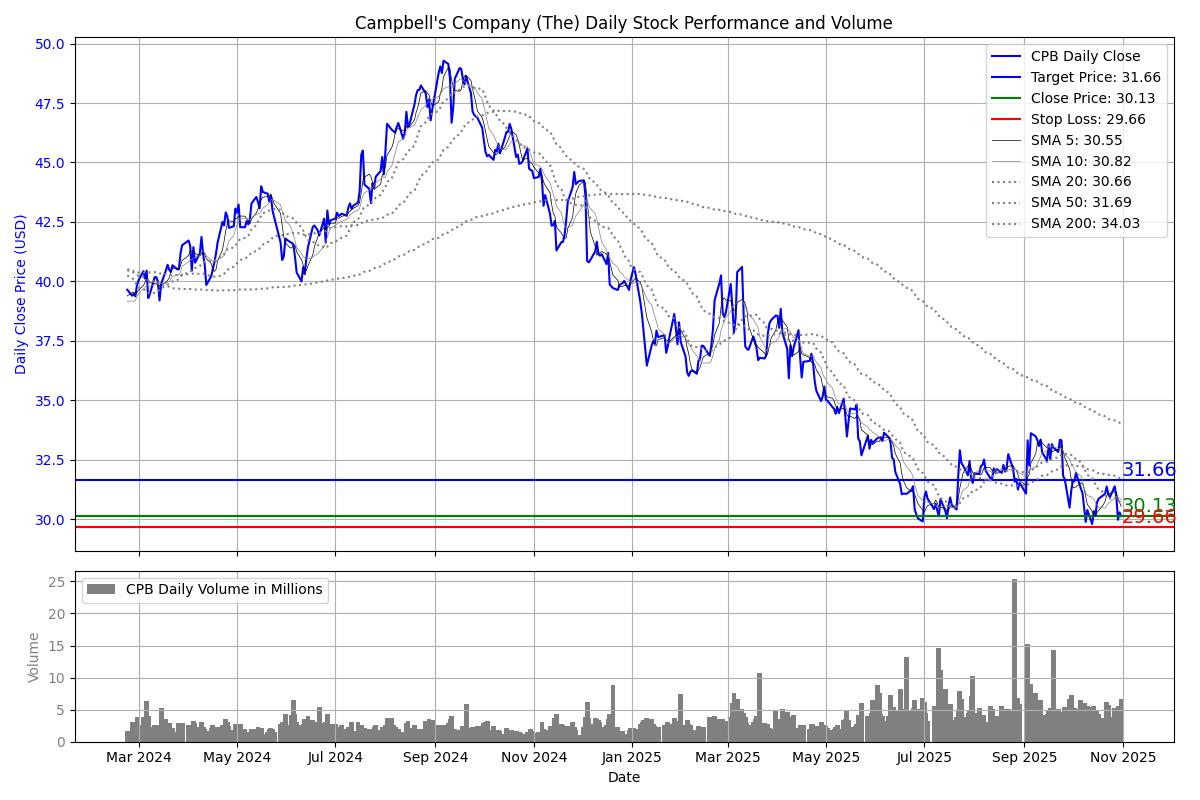 Campbell's Company (The) Daily Stock Performance and Volume
50.0
47.5
45.0
42.5
40.0
37.5
35.0
32.5
30.0
Daily Close Price (USD)
CPB Daily Close
Target Price: 31.66
Close Price: 30.13
Stop Loss: 29.66
SMA 5: 30.55
SMA 10: 30.82
SMA 20: 30.66
SMA 50: 31.69
SMA 200: 34.03
31.66
30.13
29.66
CPB Daily Volume in Millions
25
20
15
10
5
0
Volume
Mar 2024 May 2024 Jul 2024 Sep 2024 Nov 2024 Jan 2025 Mar 2025 May 2025 Jul 2025 Sep 2025 Nov 2025
Date